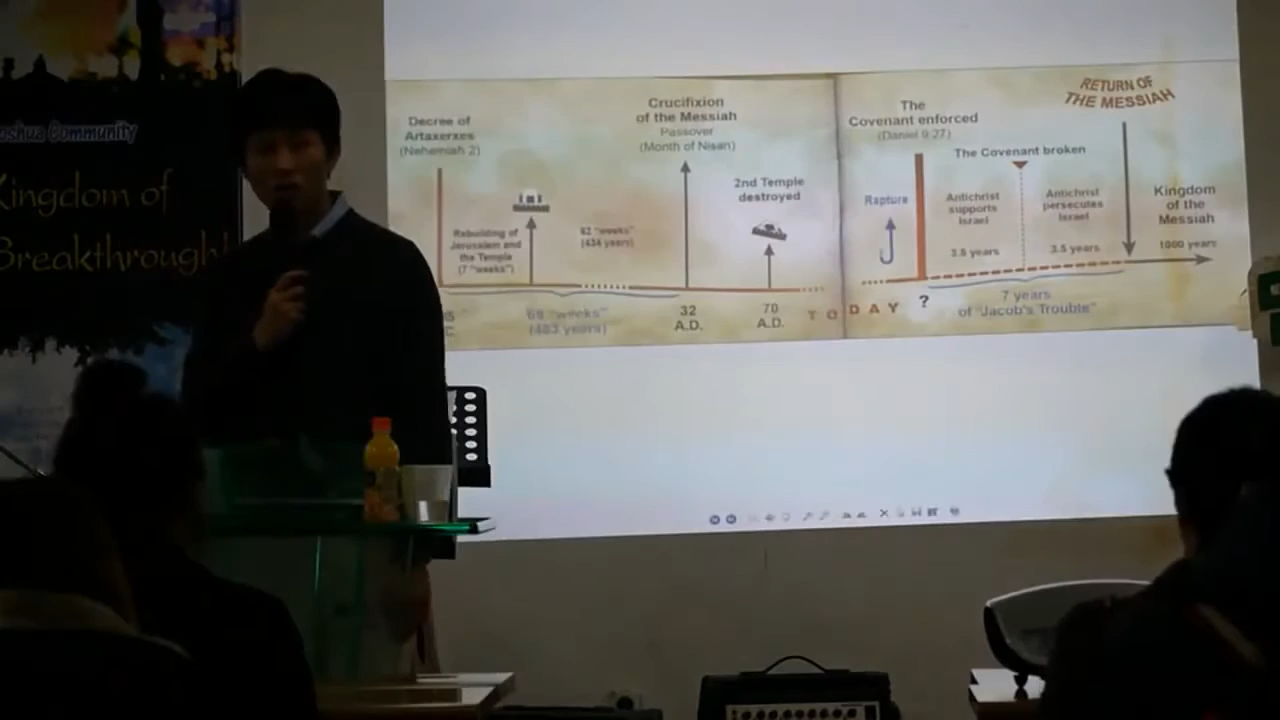 oshua Community
Kingdom of
Breakthrough!
Decree of
Artaxerxes
(Nehemiah 2)
Rebuilding of
Jerusalem and
the Temple
(7 "weeks")
62 "weeks"
(434 years)
69 "weeks"
(483 years)
Crucifixion
of the Messiah
Passover
(Month of Nisan)
32
A.D.
2nd Temple
destroyed
70
A.D.
TODAY
?
Rapture
The
Covenant enforced
(Daniel 9:27)
The Covenant broken
Antichrist
supports
Israel
3.5 years
Antichrist
persecutes
Israel
3.5 years
7 years
of "Jacob's Trouble"
RETURN OF
THE MESSIAH
Kingdom
of the
Messiah
1000 years